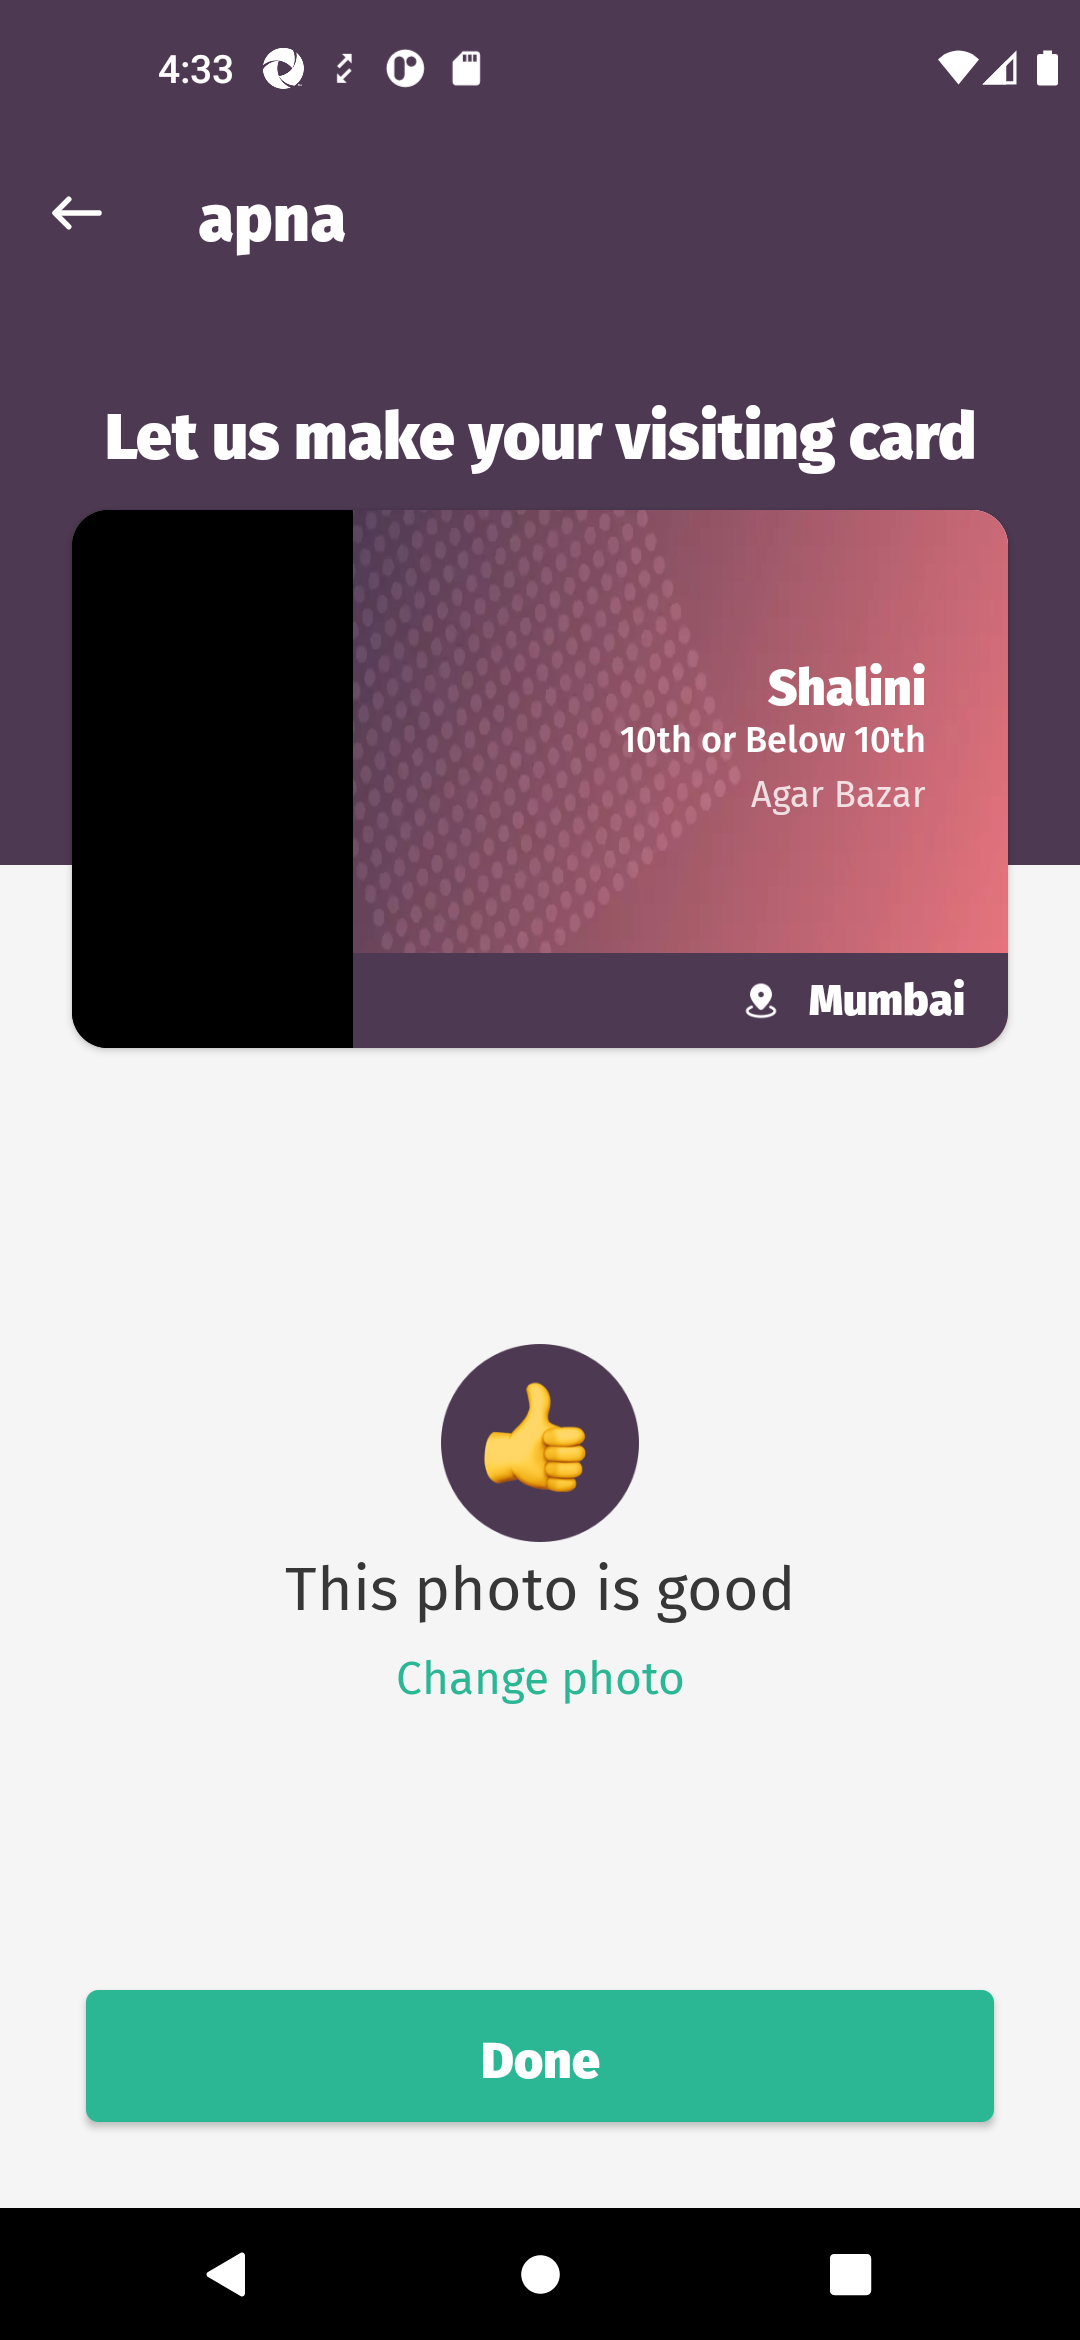 4:33
apna
Let us make your visiting card
Shalini
10th or Below 10th
Agar Bazar
Mumbai
This photo is good
Change photo
Done